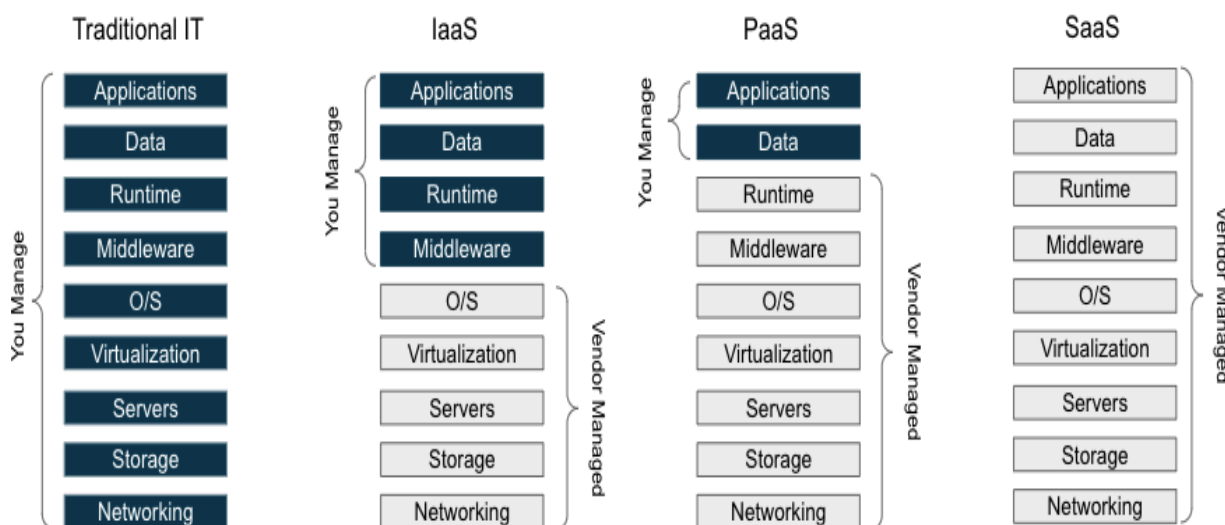 Traditional IT
Applications
Data
Runtime
Middleware
O/S
Virtualization
Servers
Storage
Networking
You Manage
IaaS
Applications
Data
Runtime
Middleware
O/S
Virtualization
Servers
Storage
Networking
You Manage
Vendor Managed
PaaS
Applications
Data
Runtime
Middleware
O/S
Virtualization
Servers
Storage
Networking
You Manage
Vendor Managed
SaaS
Applications
Data
Runtime
Middleware
O/S
Virtualization
Servers
Storage
Networking
Vendor Managed